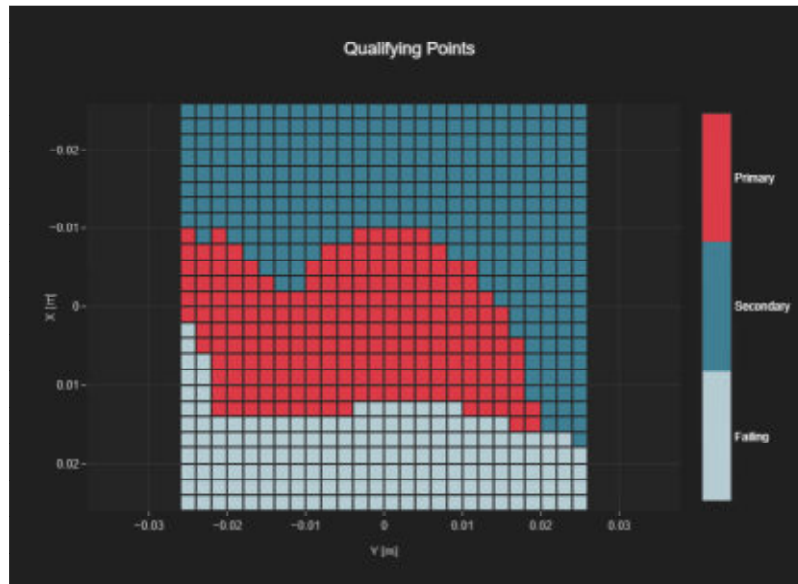 Qualifying Points
Primary
Secondary
Failing
−0.02
−0.01
0
0.01
0.02
X [m]
−0.03
−0.02
−0.01
0
0.01
0.02
0.03
Y [m]